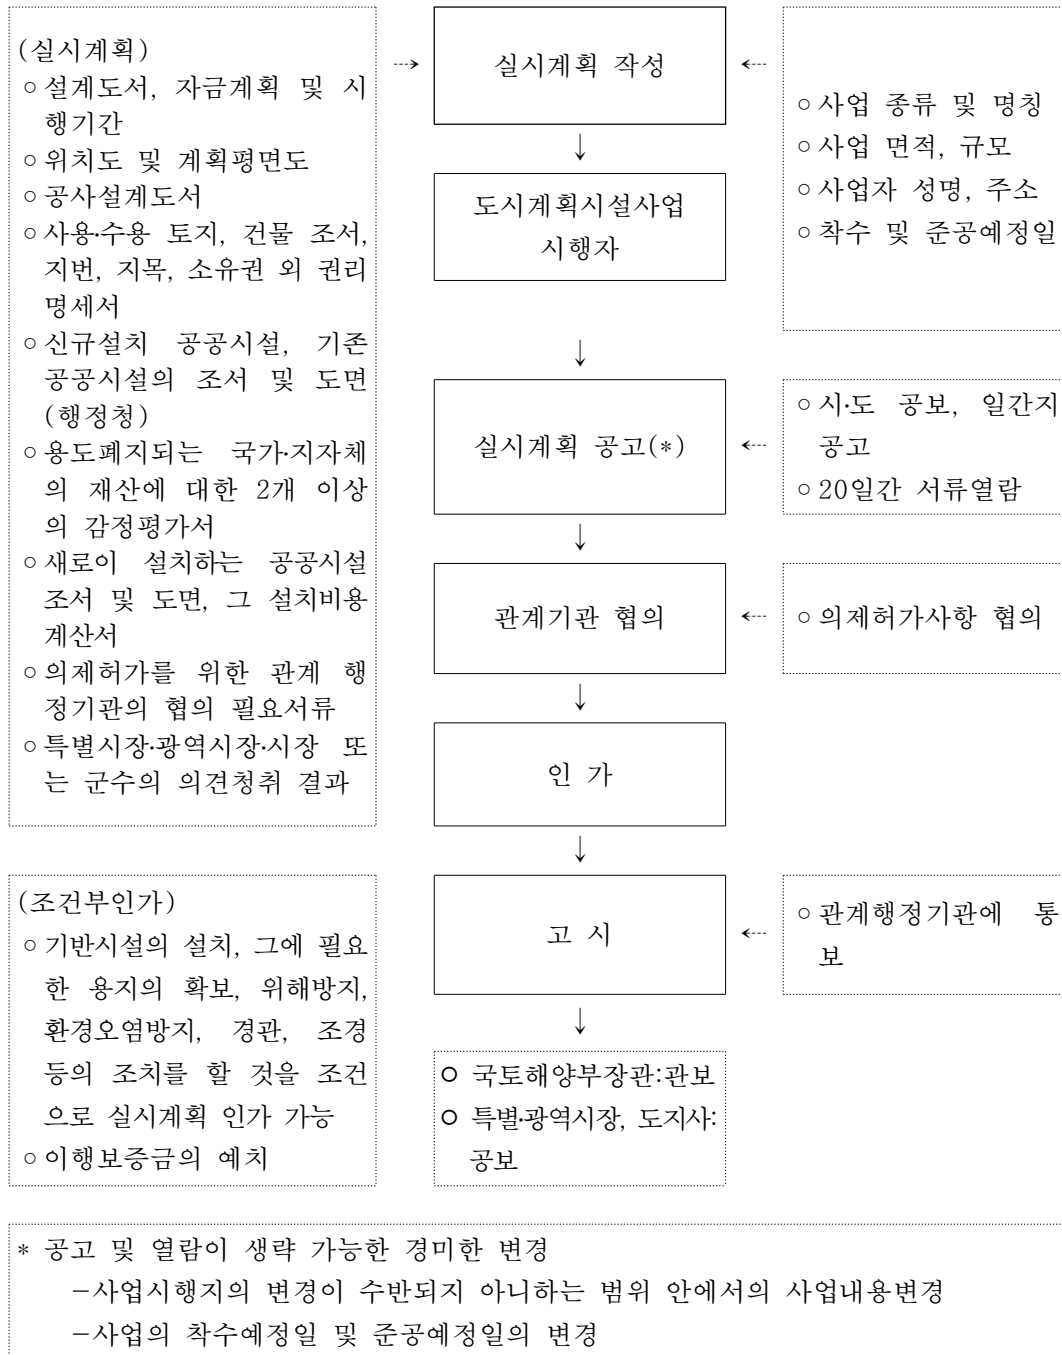 (실시계획)
○ 설계도서, 자금계획 및 시
행기간
○ 위치도 및 계획평면도
○ 공사설계도서
○ 사용·수용 토지, 건물 조서,
지번, 지목, 소유권 외 권리
명세서
○ 신규설치 공공시설, 기존
공공시설의 조서 및 도면
(행정청)
○ 용도폐지되는 국가·지자체
의 재산에 대한 2개 이상
의 감정평가서
○ 새로이 설치하는 공공시설
조서 및 도면, 그 설치비용
계산서
○ 의제허가를 위한 관계 행
정기관의 협의 필요서류
○ 특별시장·광역시장·시장 또
는 군수의 의견청취 결과
실시계획 작성
○ 사업 종류 및 명칭
○ 사업 면적, 규모
○ 사업자 성명, 주소
○ 착수 및 준공예정일
도시계획시설사업
시행자
실시계획 공고(*)
○ 시·도 공보, 일간지
공고
○ 20일간 서류열람
관계기관 협의
○ 의제허가사항 협의
인 가
(조건부인가)
○ 기반시설의 설치, 그에 필요
한 용지의 확보, 위해방지,
환경오염방지, 경관, 조경
등의 조치를 할 것을 조건
으로 실시계획 인가 가능
○ 이행보증금의 예치
고 시
○ 관계행정기관에 통
보
○ 국토해양부장관:관보
○ 특별·광역시장, 도지사:
공보
* 공고 및 열람이 생략 가능한 경미한 변경
-사업시행지의 변경이 수반되지 아니하는 범위 안에서의 사업내용변경
-사업의 착수예정일 및 준공예정일의 변경